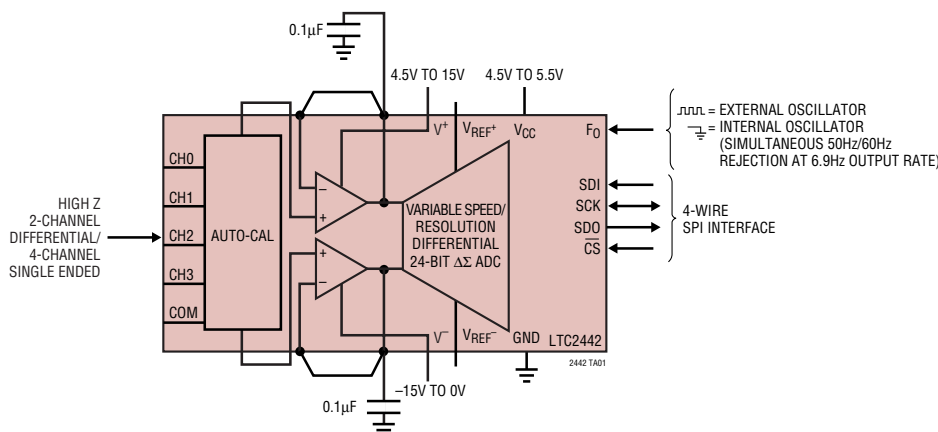 0.1µF
4.5V TO 15V
4.5V TO 5.5V
V+
VREF+
VCC
FO
= EXTERNAL OSCILLATOR
= INTERNAL OSCILLATOR
(SIMULTANEOUS 50Hz/60Hz
REJECTION AT 6.9Hz OUTPUT RATE)
CH0
CH1
CH2
CH3
COM
HIGH Z
2-CHANNEL
DIFFERENTIAL/
4-CHANNEL
SINGLE ENDED
AUTO-CAL
−
+
+
−
VARIABLE SPEED/
RESOLUTION
DIFFERENTIAL
24-BIT ΔΣ ADC
SDI
SCK
SDO
CS
4-WIRE
SPI INTERFACE
V−
VREF−
GND
LTC2442
2442 TA01
–15V TO 0V
0.1µF